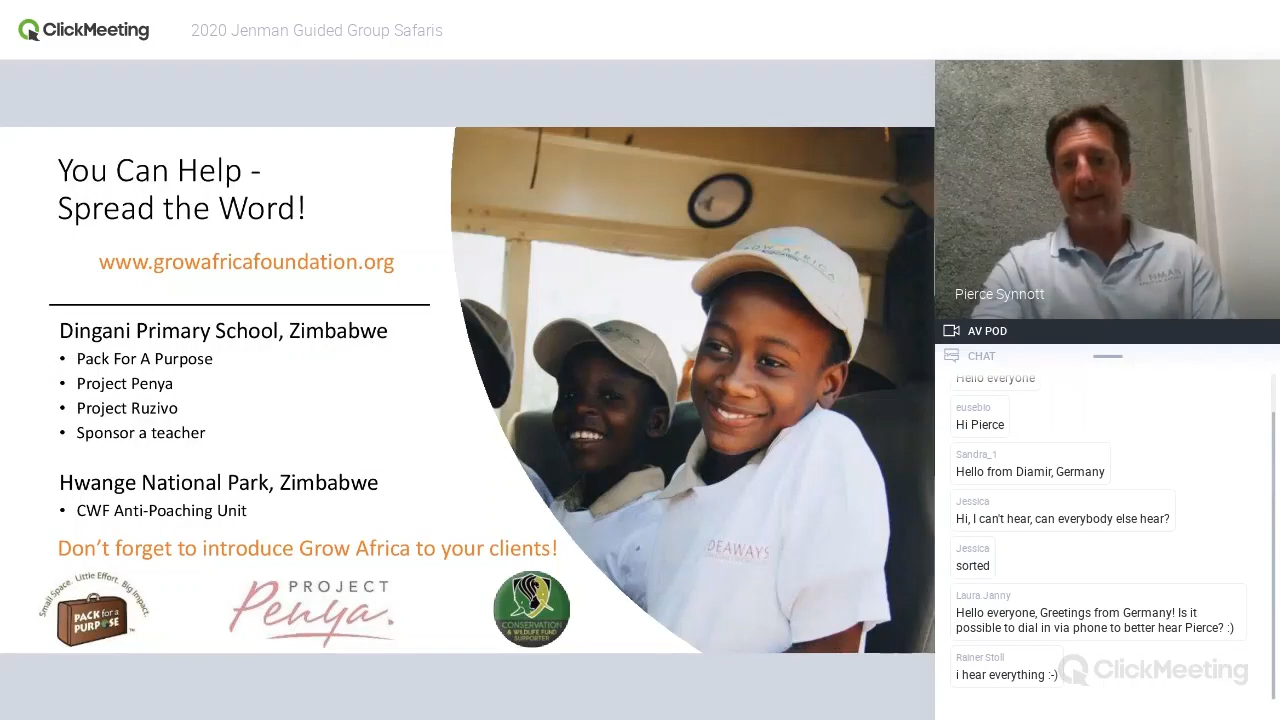 ClickMeeting
2020 Jenman Guided Group Safaris
You Can Help -
Spread the Word!
www.growafricafoundation.org
Dingani Primary School, Zimbabwe
• Pack For A Purpose
• Project Penya
• Project Ruzivo
• Sponsor a teacher
Hwange National Park, Zimbabwe
• CWF Anti-Poaching Unit
Don't forget to introduce Grow Africa to your clients!
Small Space. Little Effort. Big Impact.
PACK for a
PURPOSE™
PROJECT
Penya.
CONSERVATION
& WILDLIFE FUND
SUPPORTER
DEAWAYS
Pierce Synnott
AV POD
CHAT
Hello everyone
eusebio
Hi Pierce
Sandra_1
Hello from Diamir, Germany
Jessica
Hi, I can't hear, can everybody else hear?
Jessica
sorted
Laura.Janny
Hello everyone, Greetings from Germany! Is it
possible to dial in via phone to better hear Pierce? :)
Rainer Stoll
i hear everything :-)
ClickMeeting